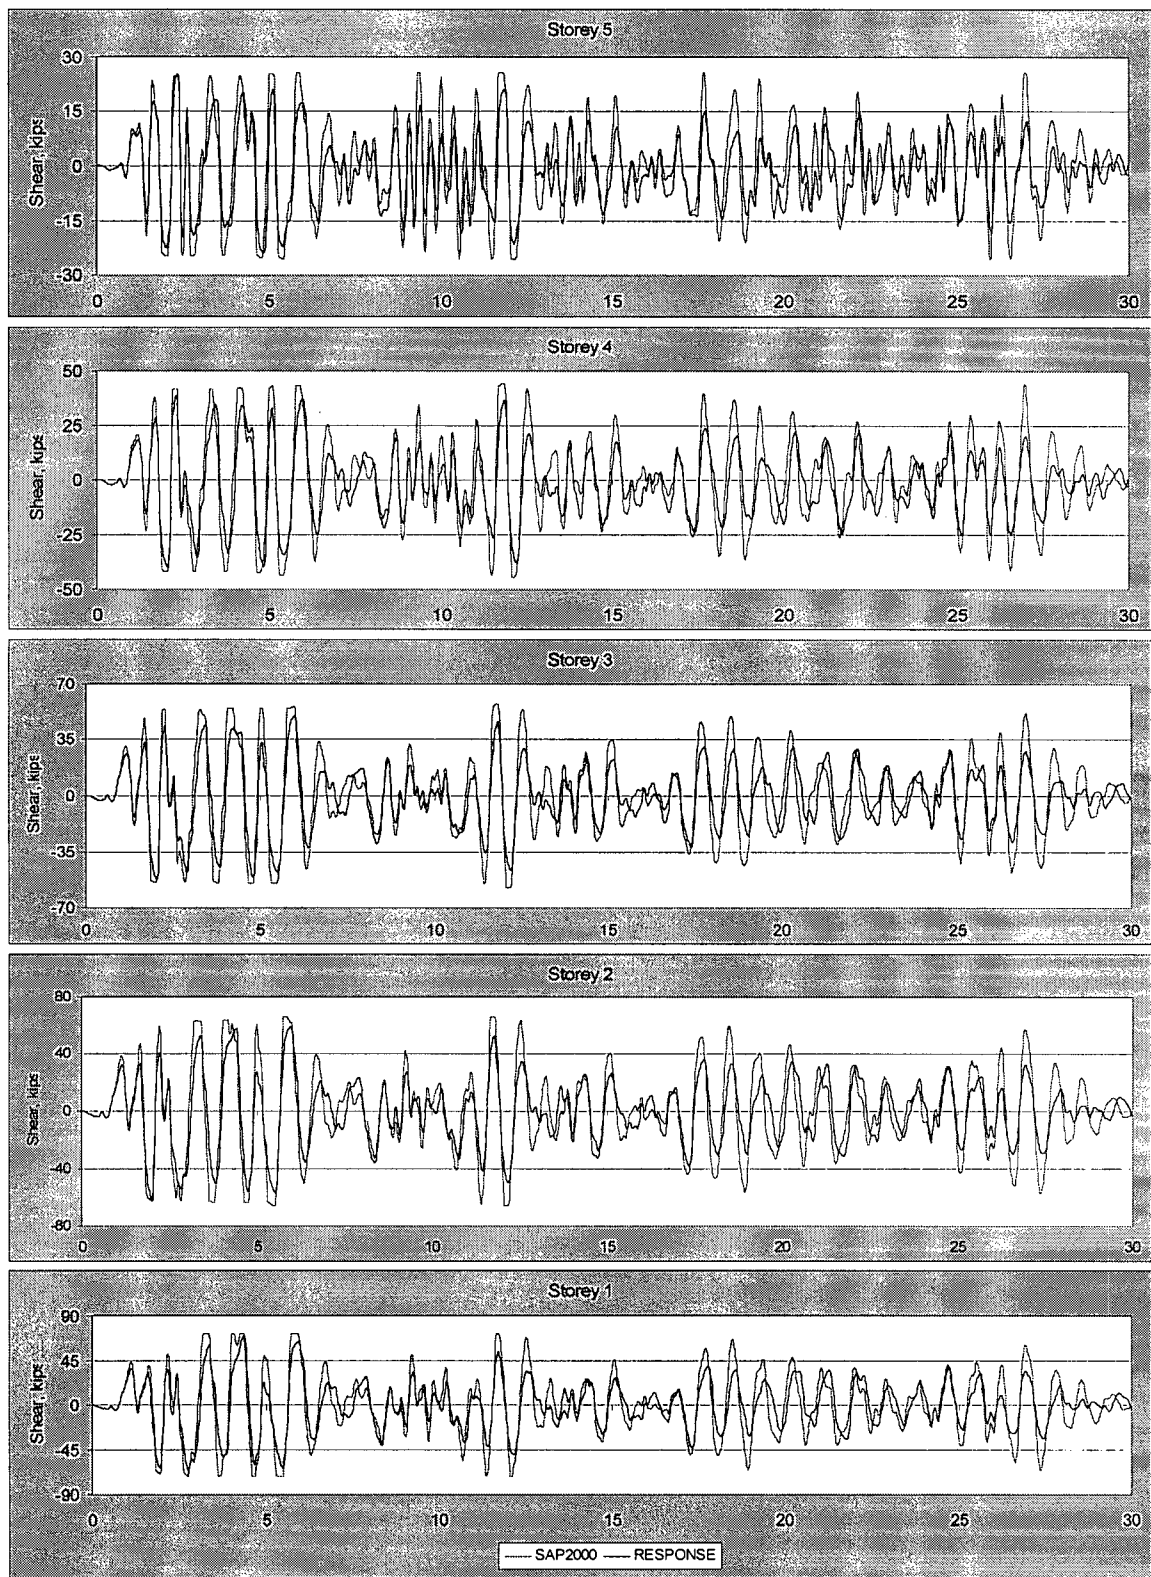 Storey 5
Shear, kips
30
15
0
-15
-30
0 5 10 15 20 25 30
Storey 4
Shear, kips
50
25
0
-25
-50
0 5 10 15 20 25 30
Storey 3
Shear, kips
70
35
0
-35
-70
0 5 10 15 20 25 30
Storey 2
Shear, kips
80
40
0
-40
-80
0 5 10 15 20 25 30
Storey 1
Shear, kips
90
45
0
-45
-90
0 5 10 15 20 25 30
SAP2000 RESPONSE